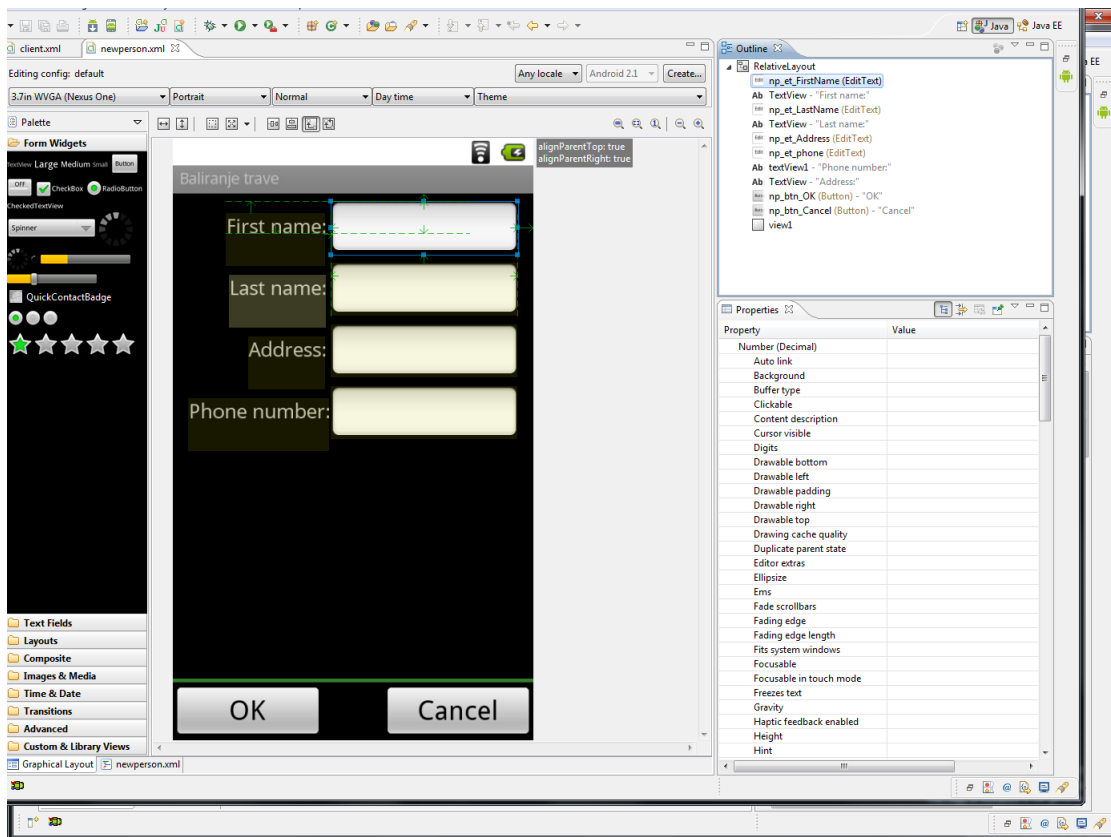 Java
Java EE
client.xml
newperson.xml
Outline
EE
Editing config: default
Any locale
Android 2.1
Create...
3.7in WVGA (Nexus One)
Portrait
Normal
Day time
Theme
RelativeLayout
np_et_FirstName (EditText)
Ab TextView - "First name:"
np_et_LastName (EditText)
Ab TextView - "Last name:"
np_et_Address (EditText)
np_et_phone (EditText)
Ab textView1 - "Phone number:"
Ab TextView - "Address:"
np_btn_OK (Button) - "OK"
np_btn_Cancel (Button) - "Cancel"
view1
Palette
Form Widgets
TextView Large Medium Small Button
OFF CheckBox RadioButton
CheckedTextView
Spinner
QuickContactBadge
Text Fields
Layouts
Composite
Images & Media
Time & Date
Transitions
Advanced
Custom & Library Views
alignParentTop: true
alignParentRight: true
Baliranje trave
First name:
Last name:
Address:
Phone number:
OK
Cancel
Properties
Property Value
Number (Decimal)
Auto link
Background
Buffer type
Clickable
Content description
Cursor visible
Digits
Drawable bottom
Drawable left
Drawable padding
Drawable right
Drawable top
Drawing cache quality
Duplicate parent state
Editor extras
Ellipsize
Ems
Fade scrollbars
Fading edge
Fading edge length
Fits system windows
Focusable
Focusable in touch mode
Freezes text
Gravity
Haptic feedback enabled
Height
Hint
Graphical Layout
newperson.xml